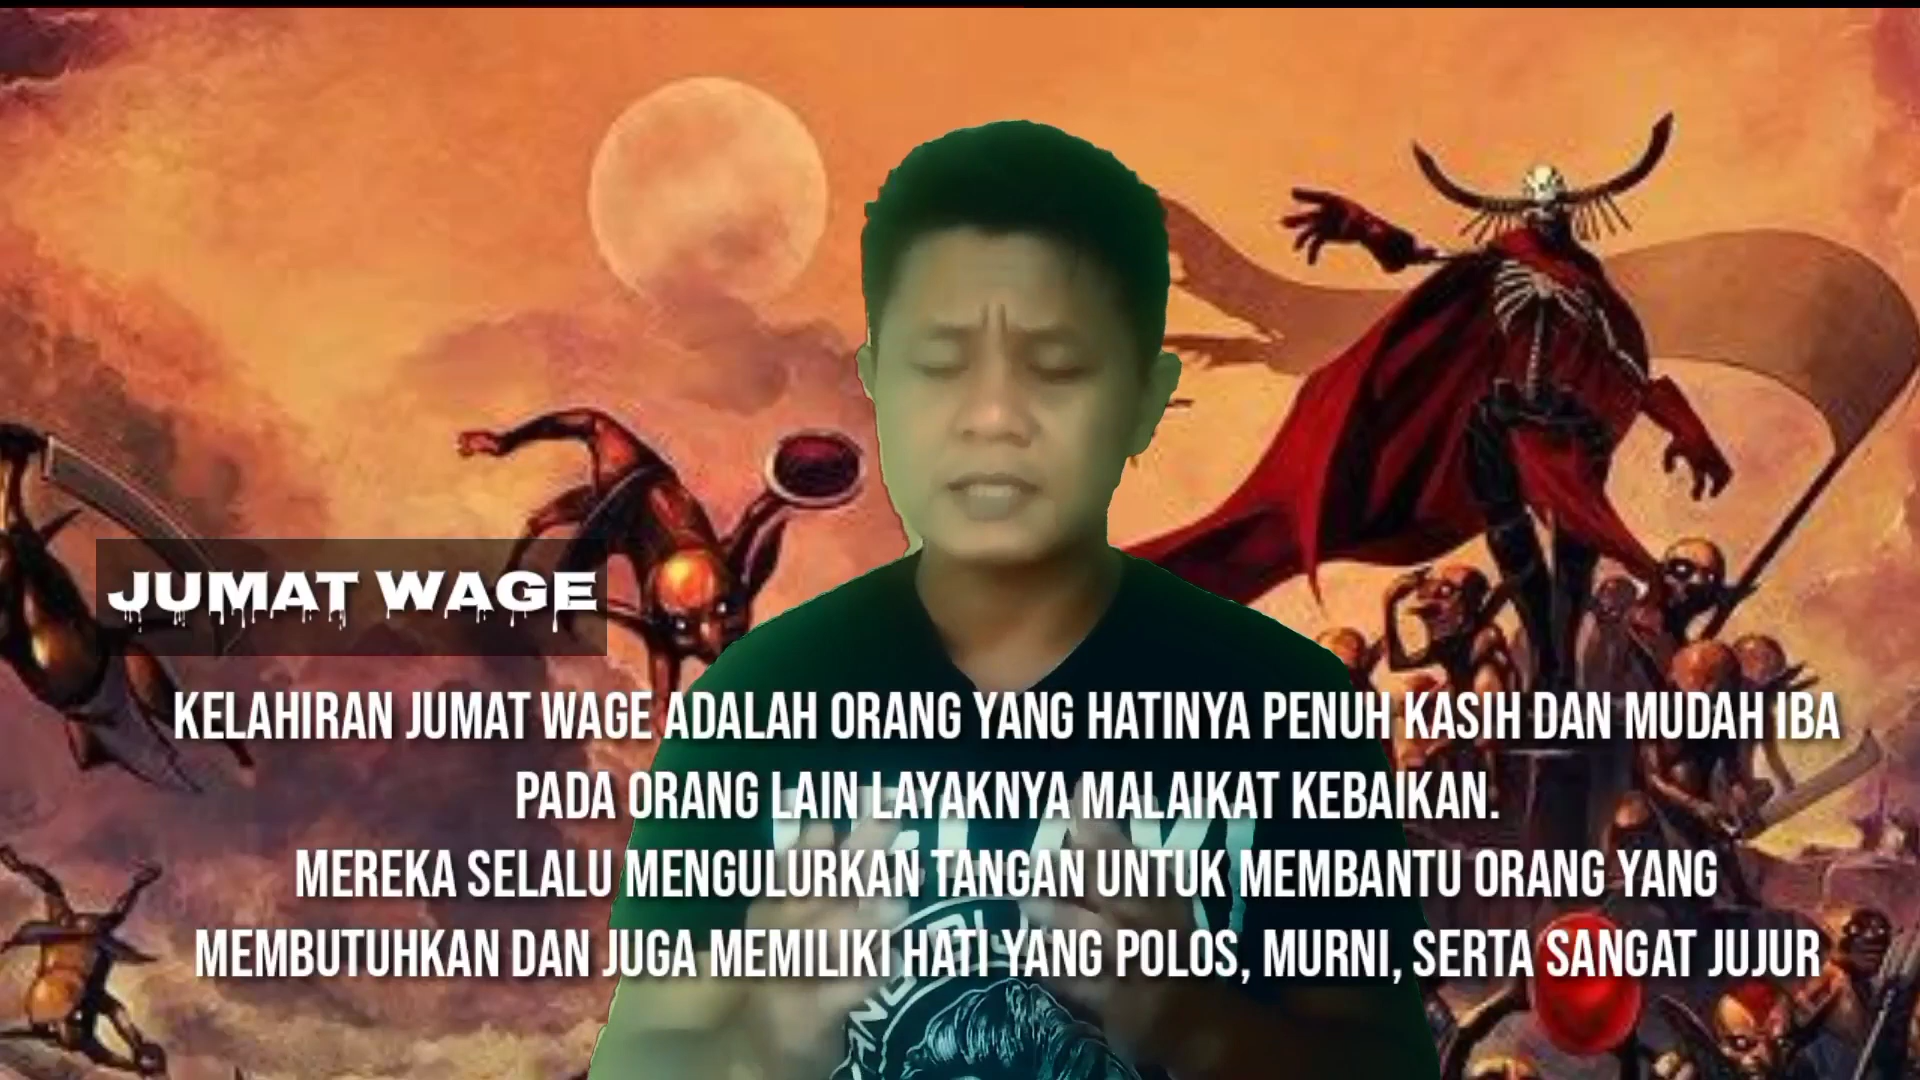 JUMAT WAGE
KELAHIRAN JUMAT WAGE ADALAH ORANG YANG HATINYA PENUH KASIH DAN MUDAH IBA
PADA ORANG LAIN LAYAKNYA MALAIKAT KEBAIKAN.
MEREKA SELALU MENGULURKAN TANGAN UNTUK MEMBANTU ORANG YANG
MEMBUTUHKAN DAN JUGA MEMILIKI HATI YANG POLOS, MURNI, SERTA SANGAT JUJUR